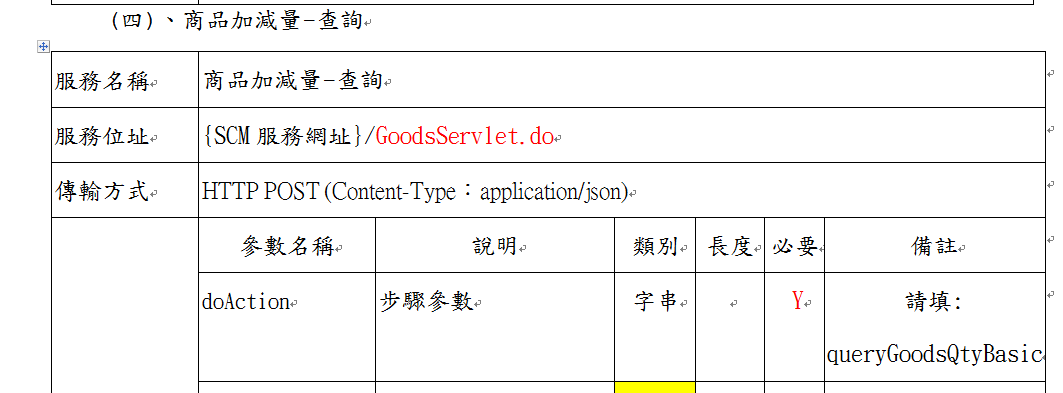 (四)、商品加減量-查詢
服務名稱 商品加減量-查詢
服務位址 {SCM 服務網址}/GoodsServlet.do
傳輸方式 HTTP POST (Content-Type：application/json)
參數名稱 說明 類別 長度 必要 備註
doAction 步驟參數 字串 Y 請填:
queryGoodsQtyBasic